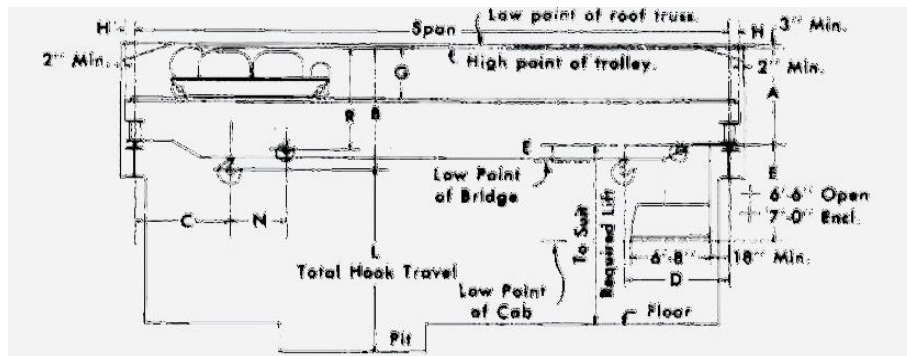 H
Low point of roof truss.
Span
H
3" Min.
2" Min.
High point of trolley.
2" Min.
G
A
R
B
E
E
Low Point
of Bridge
6'-6" Open
7'-0" Encl.
C
N
To Suit
Required Lift
L
Total Hook Travel
6'-8"
18" Min.
D
Low Point
of Cab
Floor
Pit